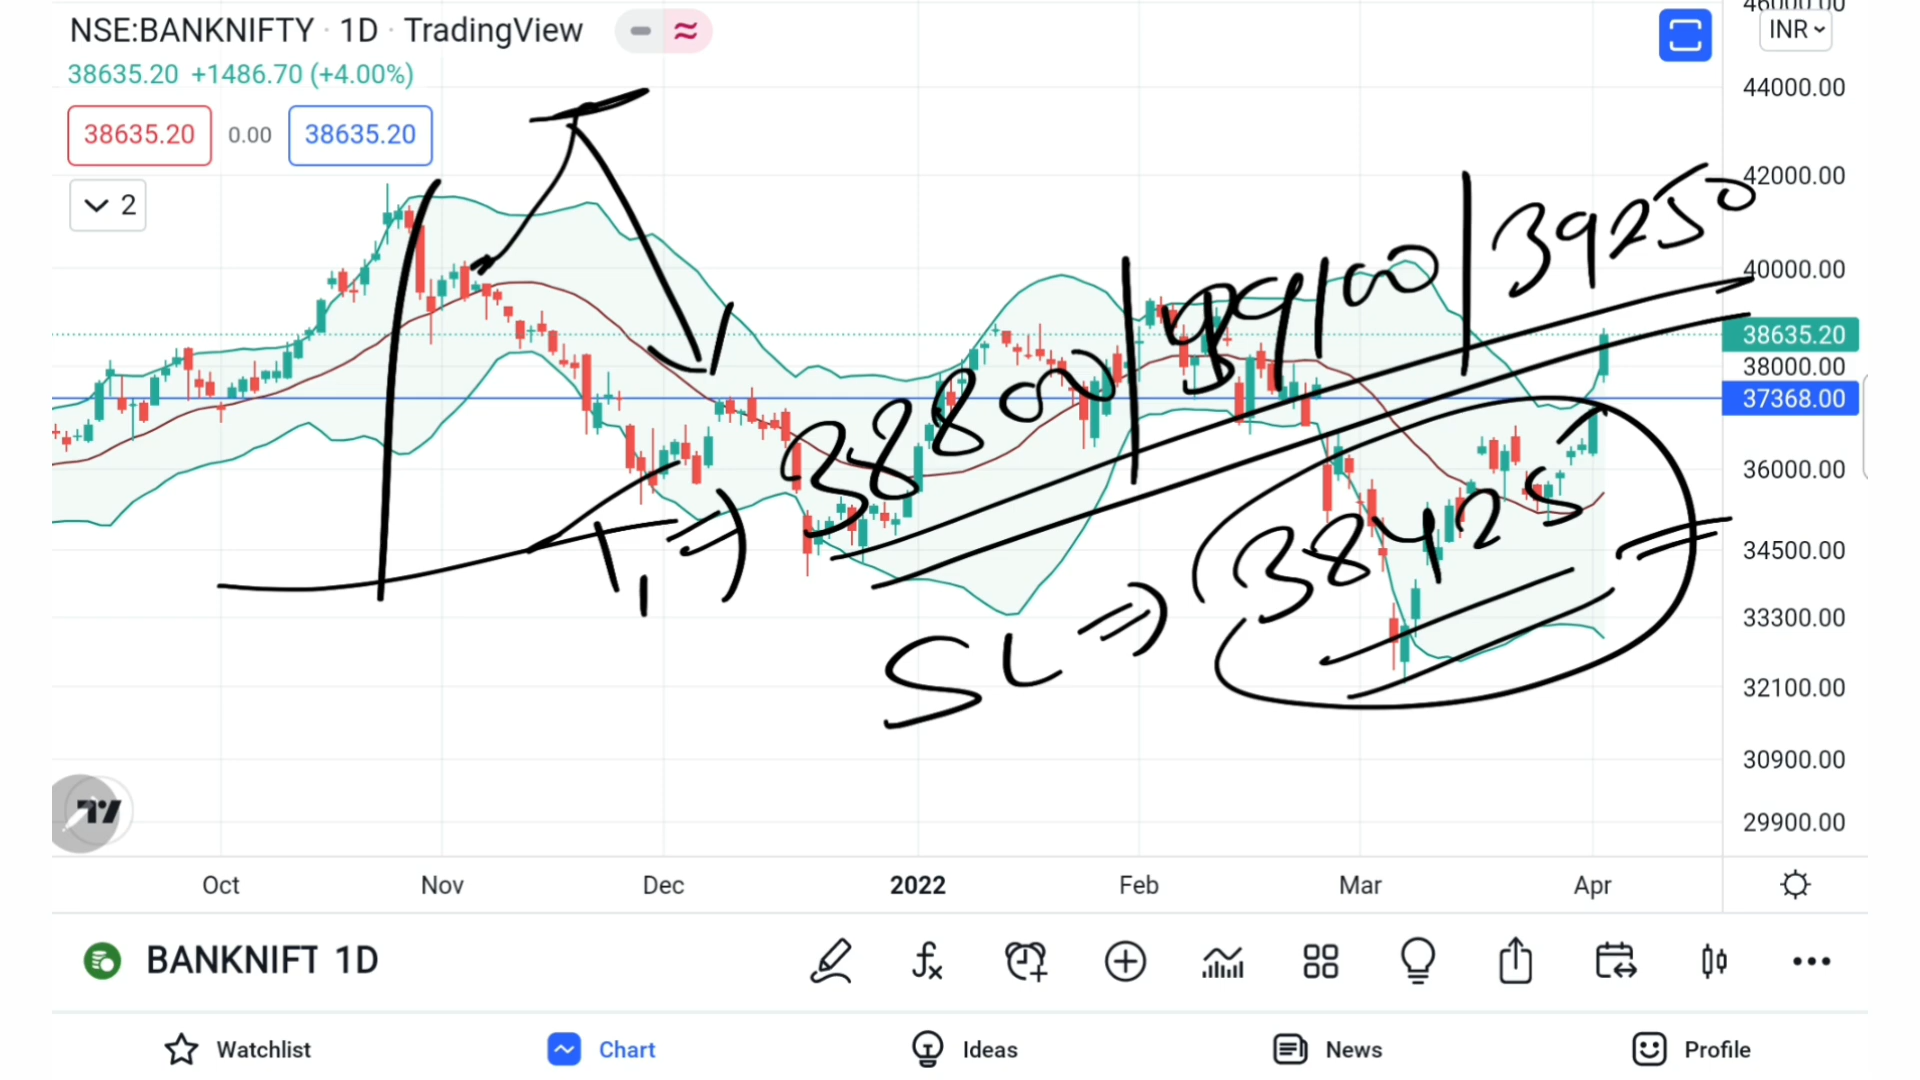 NSE:BANKNIFTY · 1D · TradingView
38635.20 +1486.70 (+4.00%)
38635.20 0.00 38635.20
2
46000.00
INR
44000.00
42000.00
40000.00
38635.20
38000.00
37368.00
36000.00
34500.00
33300.00
32100.00
30900.00
29900.00
T1 ⇒ 38800 | 39100 | 39250
SL ⇒ 38425
Oct Nov Dec 2022 Feb Mar Apr
BANKNIFT 1D
Watchlist Chart Ideas News Profile